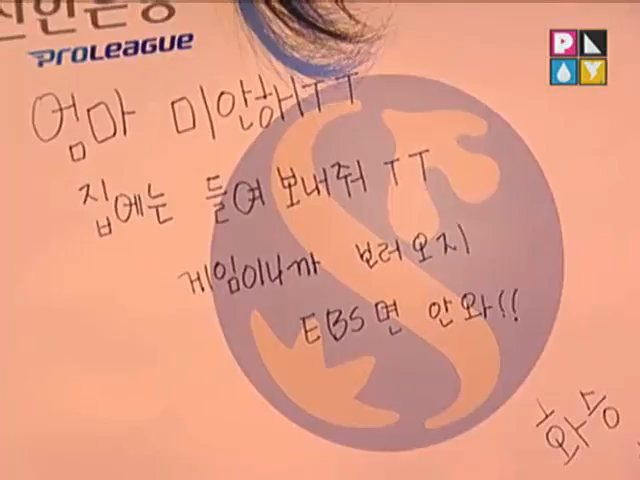 신한은행
PROLEAGUE
PLAY
엄마 미안해TT
집에는 들여보내줘 TT
게임이니까 보러오지
EBS면 안와!!
화승